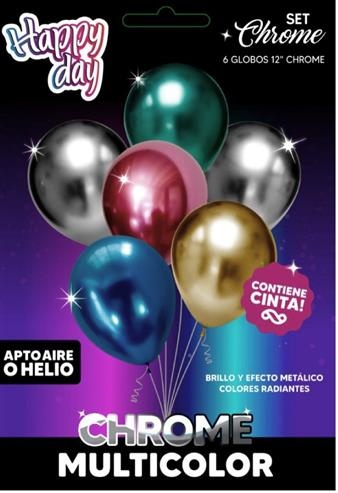 Happy
day
SET
Chrome
6 GLOBOS 12" CHROME
CONTIENE
CINTA!
APTO AIRE
O HELIO
BRILLO Y EFECTO METÁLICO
COLORES RADIANTES
CHROME
MULTICOLOR